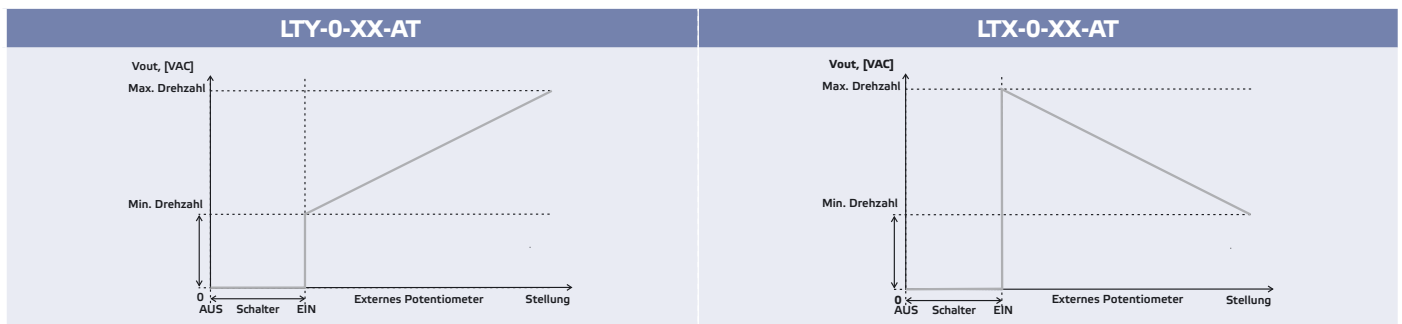 LTY-0-XX-AT
Vout, [VAC]
Max. Drehzahl
Min. Drehzahl
0
AUS Schalter EIN
Externes Potentiometer
Stellung
LTX-0-XX-AT
Vout, [VAC]
Max. Drehzahl
Min. Drehzahl
0
AUS Schalter EIN
Externes Potentiometer
Stellung